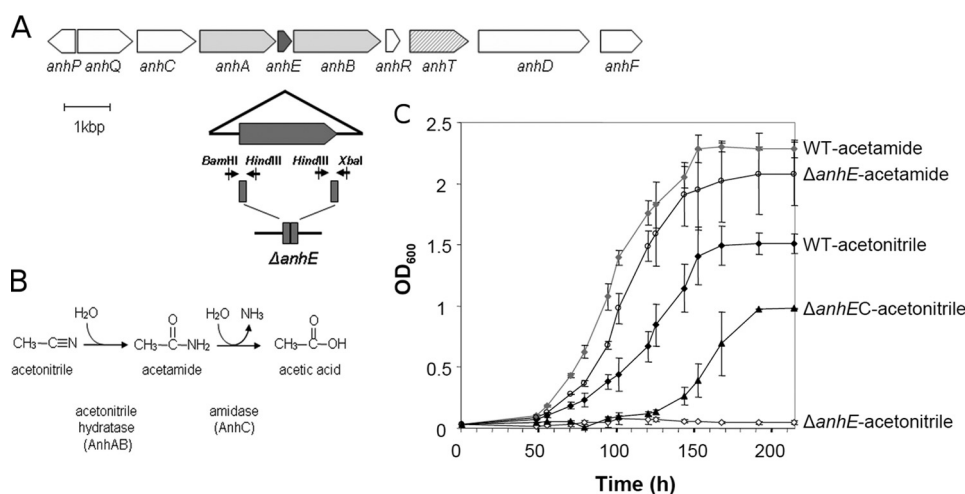 A
anhP anhQ anhC anhA anhE anhB anhR anhT anhD anhF
1kbp
BamHI HindIII HindIII XbaI
ΔanhE
B
H₂O H₂O NH₃
CH₃—C≡N CH₃—C—NH₂ CH₃—C—OH
O O
acetonitrile acetamide acetic acid
acetonitrile
hydratase
(AnhAB)
amidase
(AnhC)
C
OD600
2.5
2
1.5
1
0.5
0
0 50 100 150 200
Time (h)
WT-acetamide
ΔanhE-acetamide
WT-acetonitrile
ΔanhEC-acetonitrile
ΔanhE-acetonitrile